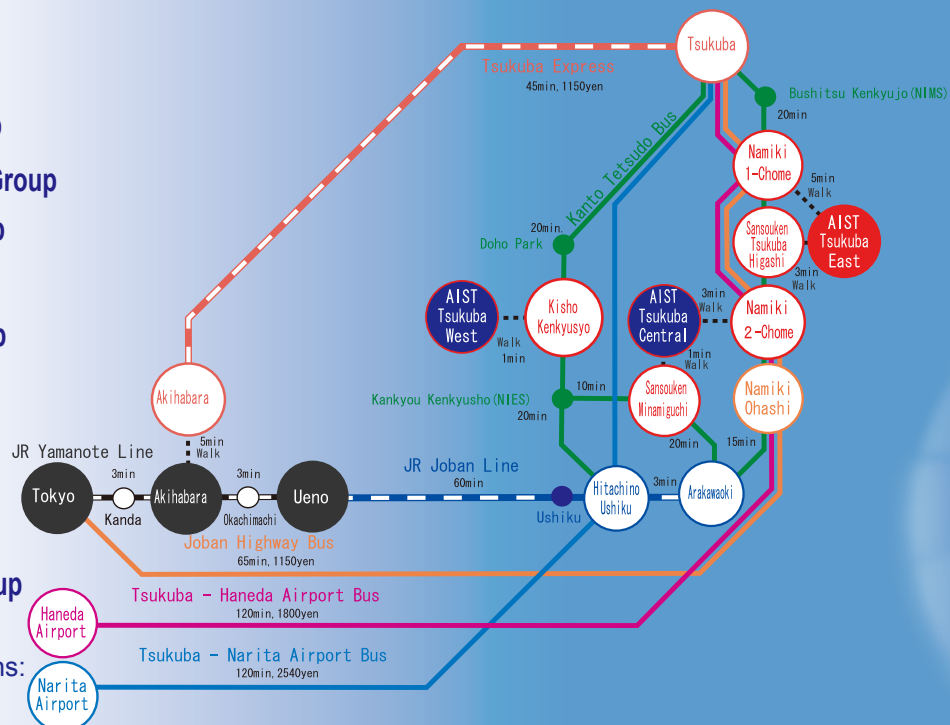 Tsukuba
Tsukuba Express
45min, 1150yen
Bushitsu Kenkyujo(NIMS)
20min
Group
Kanto Tetsudo Bus
Namiki
1-Chome
5min
Walk
20min.
Doho Park
Sansouken
Tsukuba
Higashi
AIST
Tsukuba
East
3min
Walk
AIST
Tsukuba
West
Walk
1min
Kisho
Kenkyusyo
AIST
Tsukuba
Central
3min
Walk
Namiki
2-Chome
1min
Walk
Akihabara
Kankyou Kenkyusho(NIES)
10min
20min
Sansouken
Minamiguchi
Namiki
Ohashi
20min
15min
5min
Walk
JR Yamanote Line
3min
3min
JR Joban Line
60min
Tokyo
Kanda
Akihabara
Okachimachi
Ueno
Ushiku
Hitachino
Ushiku
3min
Arakawaoki
Joban Highway Bus
65min, 1150yen
up
Haneda
Airport
Tsukuba - Haneda Airport Bus
120min, 1800yen
ns:
Narita
Airport
Tsukuba - Narita Airport Bus
120min, 2540yen